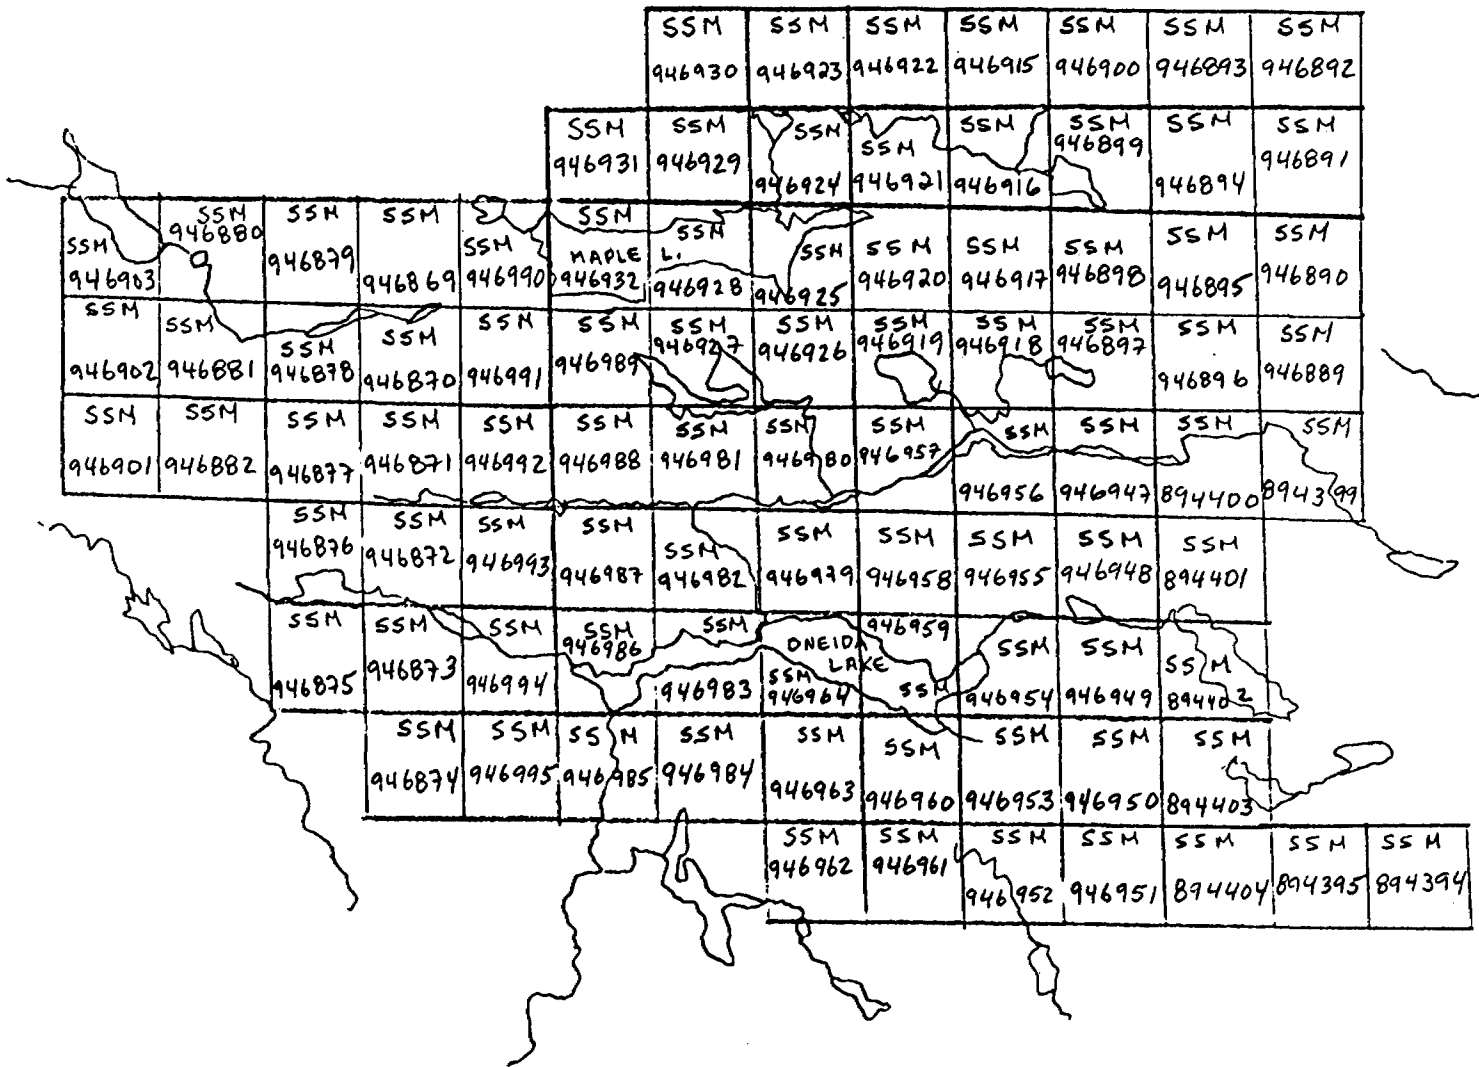 SSM SSM SSM SSM SSM SSM SSM
946930 946923 946922 946915 946900 946893 946892
SSM SSM SSM SSM SSM SSM SSM SSM
946931 946929 946924 946921 946916 946899 946894 946891
SSM SSM SSM SSM SSM SSM SSM SSM SSM SSM SSM SSM SSM
MAPLE L.
946903 946880 946879 946869 946990 946932 946928 946925 946920 946917 946898 946895 946890
SSM SSM SSM SSM SSM SSM SSM SSM SSM SSM SSM SSM SSM
946902 946881 946878 946870 946991 946989 946927 946926 946919 946918 946897 946896 946889
SSM SSM SSM SSM SSM SSM SSM SSM SSM SSM SSM SSM SSM
946901 946882 946877 946871 946992 946988 946981 946980 946957 946956 946947 894400 894399
SSM SSM SSM SSM SSM SSM SSM SSM SSM SSM
946876 946872 946993 946987 946982 946979 946958 946955 946948 894401
SSM SSM SSM SSM SSM SSM SSM SSM SSM SSM
ONEIDA
LAKE
946875 946873 946994 946986 946983 946964 946959 946954 946949 894402
SSM SSM SSM SSM SSM SSM SSM SSM SSM
946874 946995 946985 946984 946963 946960 946953 946950 894403
SSM SSM SSM SSM SSM SSM SSM
946962 946961 946952 946951 894404 894395 894394